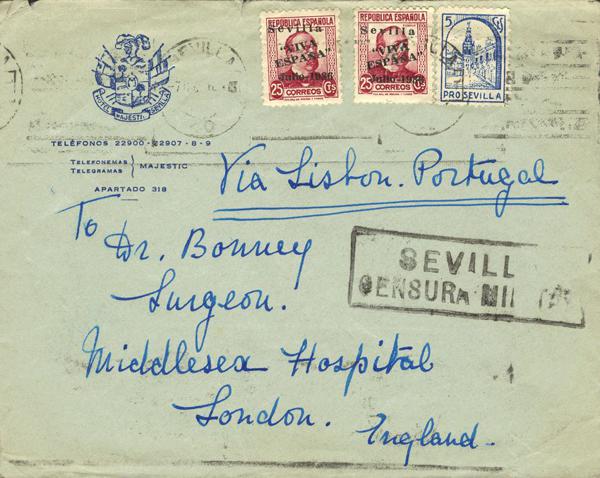 SEVILLA
REPUBLICA ESPAÑOLA
Sevilla
"VIVA
ESPAÑA"
Julio-1936
25 CORREOS Cts
REPUBLICA ESPAÑOLA
Sevilla
"VIVA
ESPAÑA"
Julio-1936
25 CORREOS Cts
5 Cts
PRO SEVILLA
HOTEL MAJESTIC SEVILLA
TELÉFONOS 22900 - 22907 - 8 - 9
TELEFONEMAS
TELEGRAMAS } MAJESTIC
APARTADO 318
Via Lisbon. Portugal
To
Dr. Bonney
Surgeon.
SEVILL
CENSURA MILITAR
Middlesex Hospital
London.
England.